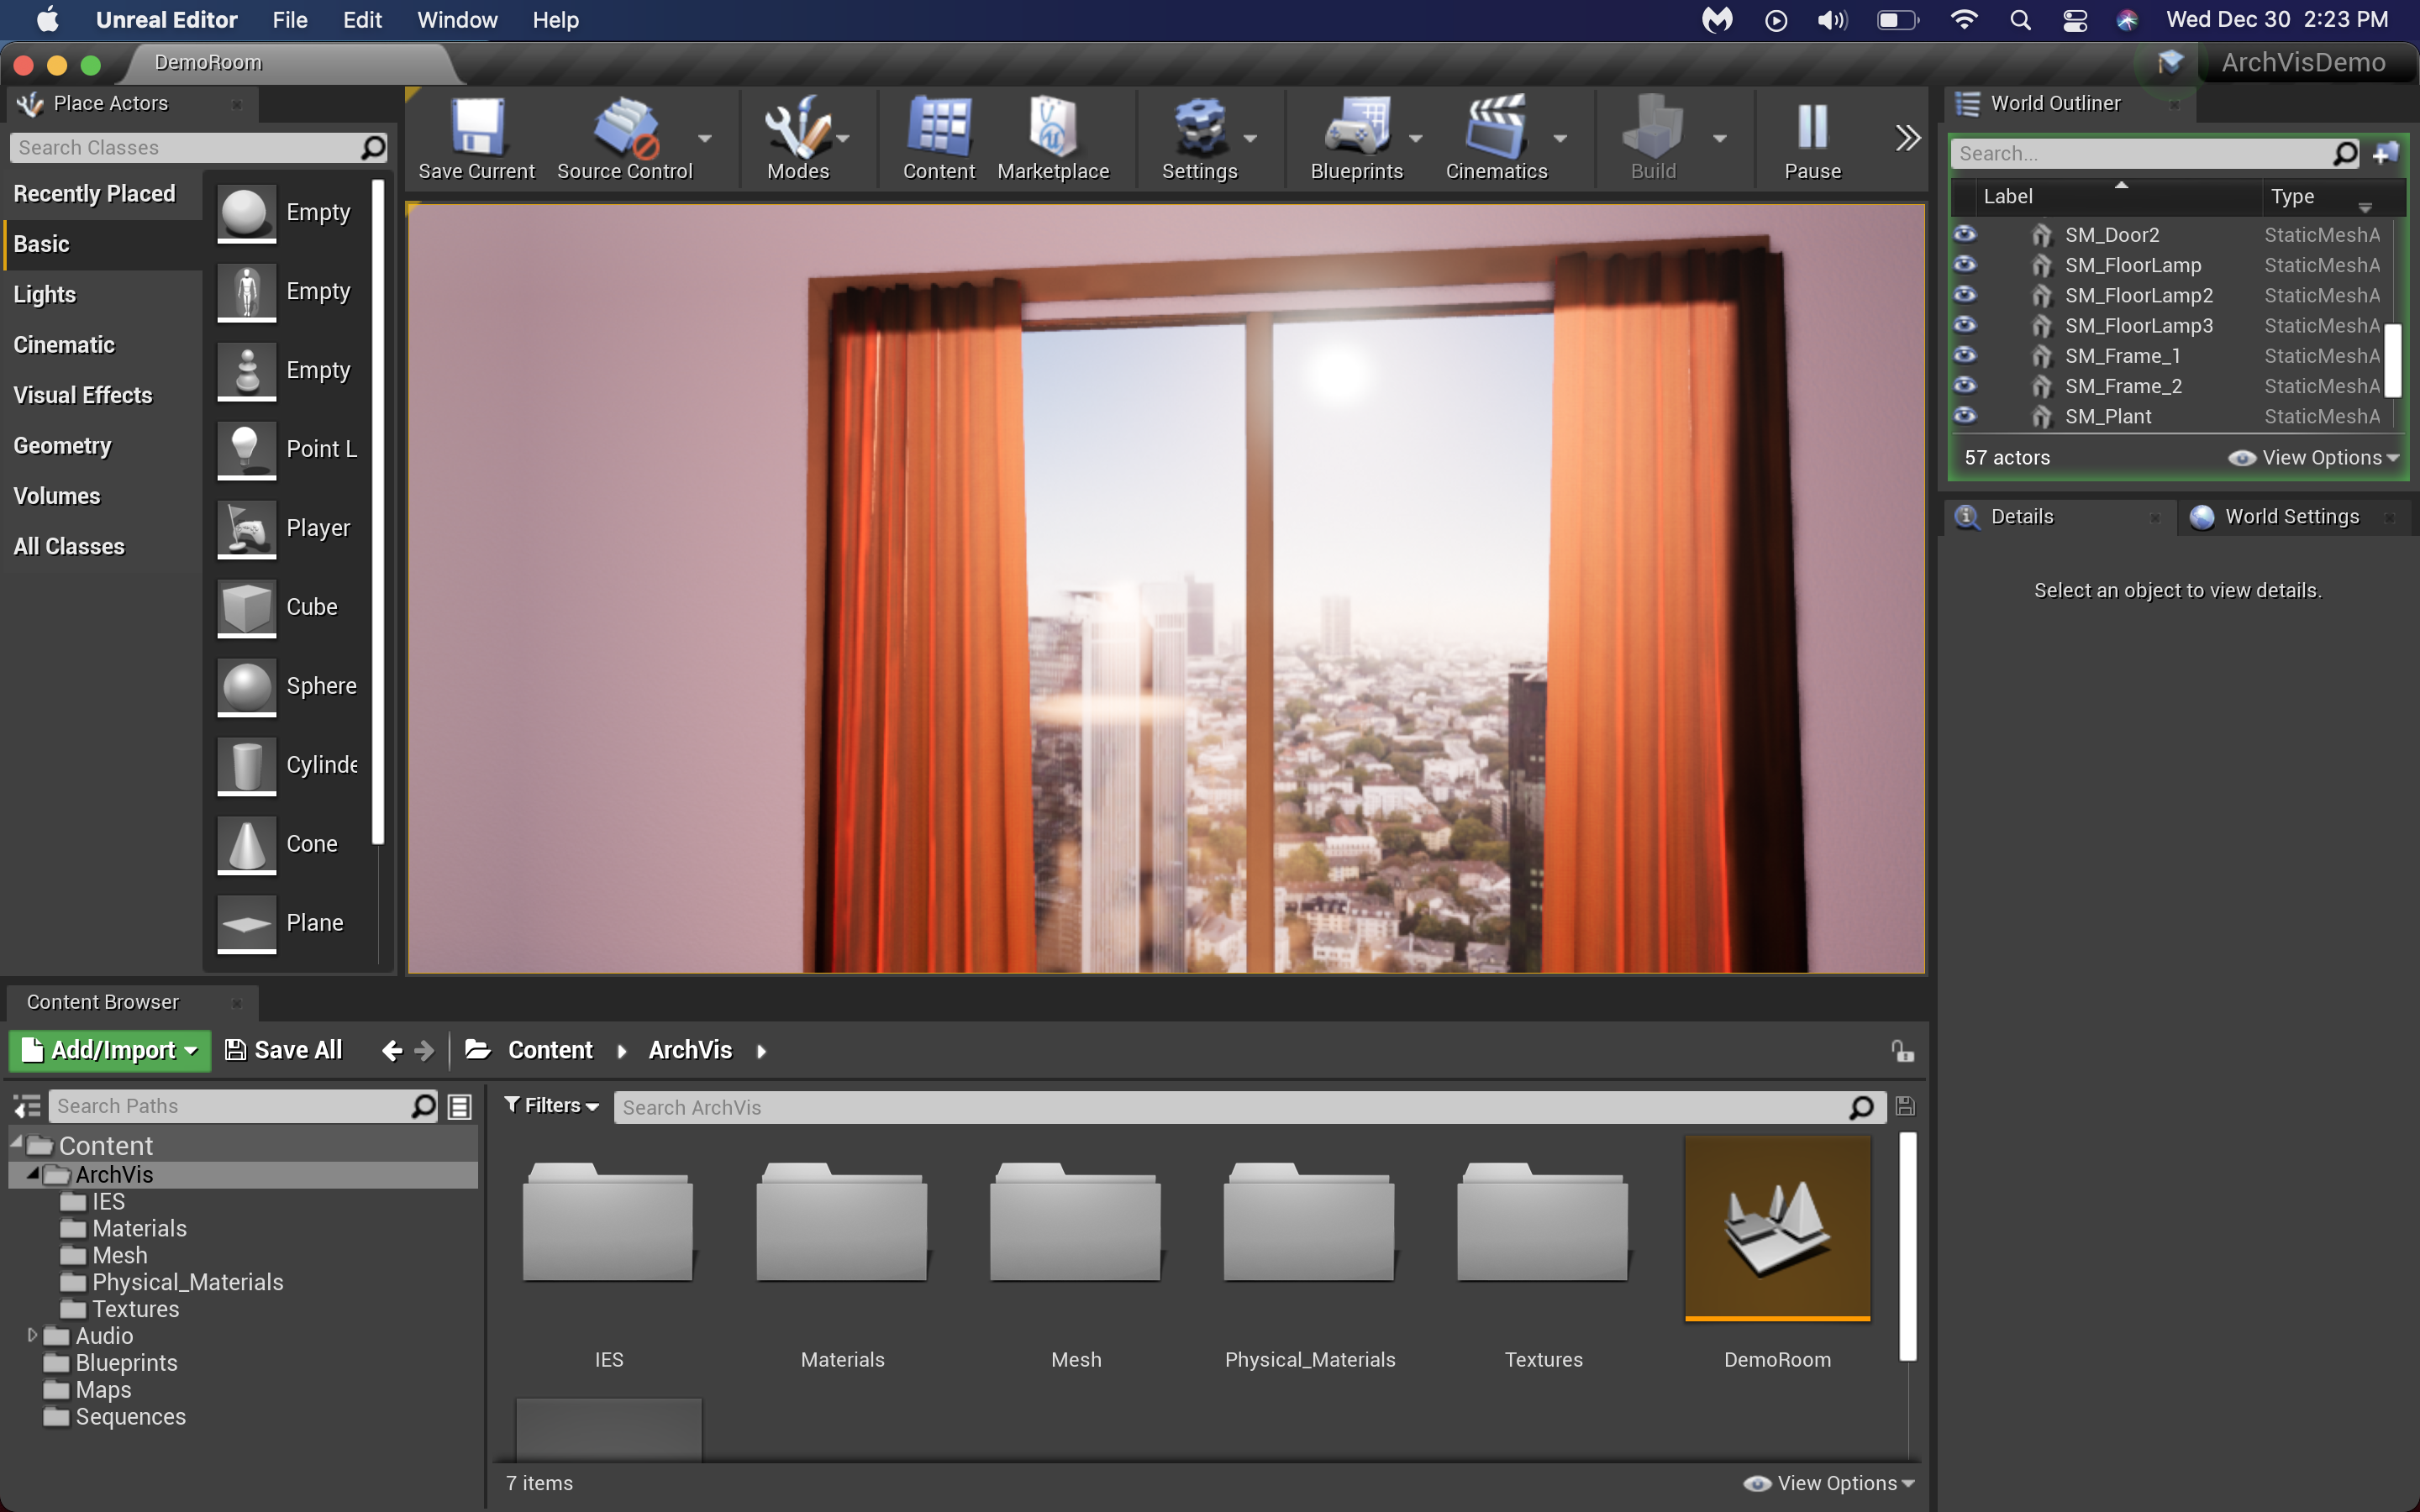 Unreal Editor File Edit Window Help
Wed Dec 30 2:23 PM
DemoRoom
ArchVisDemo
Place Actors
Search Classes
Recently Placed
Basic
Lights
Cinematic
Visual Effects
Geometry
Volumes
All Classes
Empty
Empty
Empty
Point L
Player
Cube
Sphere
Cylinde
Cone
Plane
Save Current
Source Control
Modes
Content
Marketplace
Settings
Blueprints
Cinematics
Build
Pause
World Outliner
Search...
Label Type
SM_Door2 StaticMeshA
SM_FloorLamp StaticMeshA
SM_FloorLamp2 StaticMeshA
SM_FloorLamp3 StaticMeshA
SM_Frame_1 StaticMeshA
SM_Frame_2 StaticMeshA
SM_Plant StaticMeshA
57 actors View Options
Details
World Settings
Select an object to view details.
Content Browser
Add/Import Save All Content ArchVis
Search Paths
Content
ArchVis
IES
Materials
Mesh
Physical_Materials
Textures
Audio
Blueprints
Maps
Sequences
Filters
Search ArchVis
IES
Materials
Mesh
Physical_Materials
Textures
DemoRoom
7 items
View Options